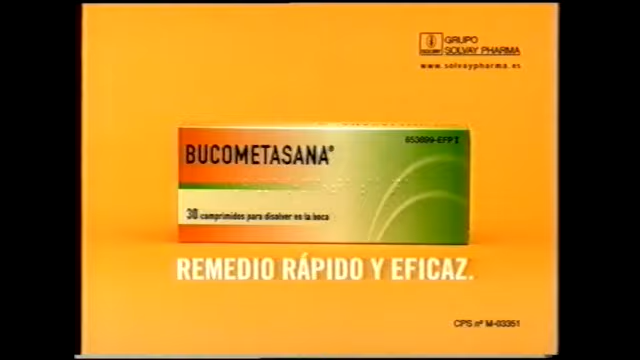 GRUPO
SOLVAY PHARMA
www.solvaypharma.es
653699-EFP
BUCOMETASANA®
30 comprimidos para disolver en la boca
REMEDIO RÁPIDO Y EFICAZ.
CPS nº M-03351